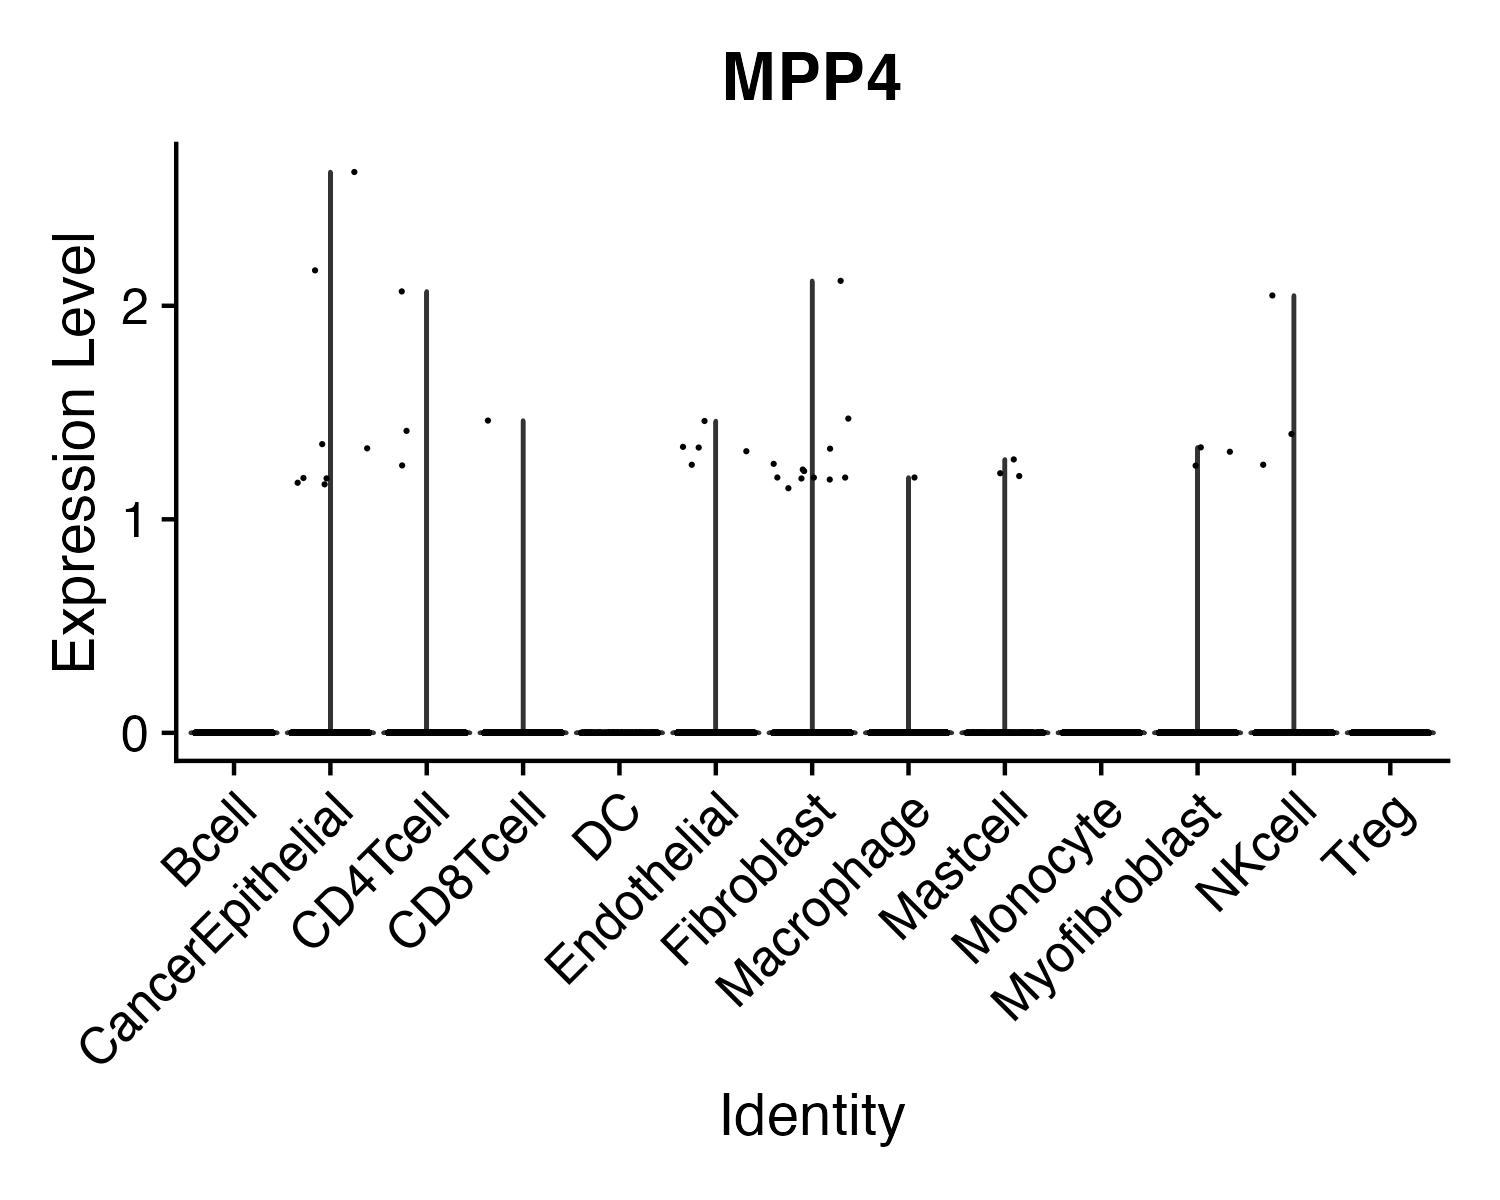 MPP4
Expression Level
2
1
0
Bcell
CancerEpithelial
CD4Tcell
CD8Tcell
DC
Endothelial
Fibroblast
Macrophage
Mastcell
Monocyte
Myofibroblast
NKcell
Treg
Identity